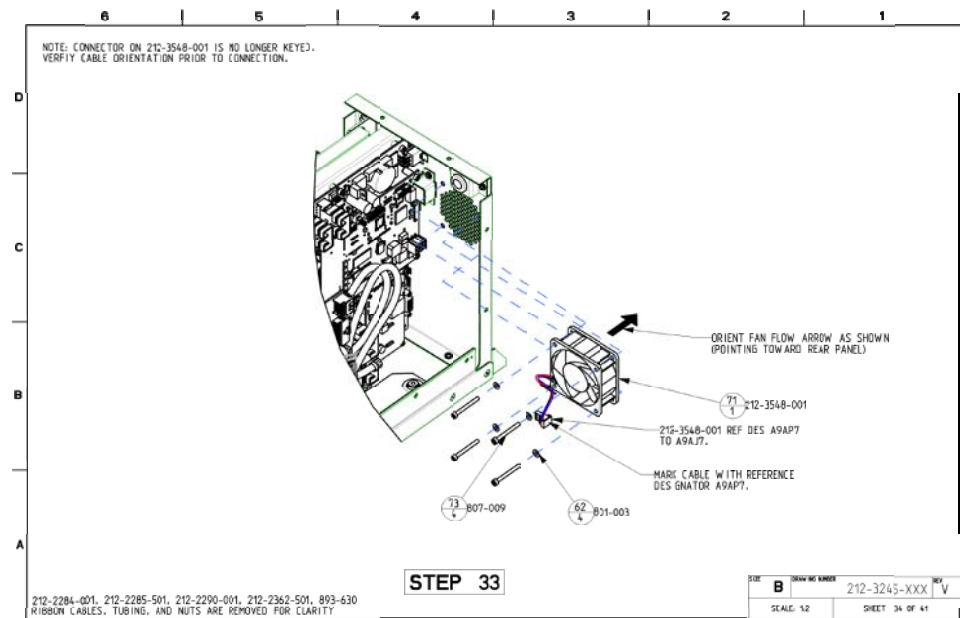 6 5 4 3 2 1
NOTE: CONNECTOR ON 212-3548-001 IS NO LONGER KEYED.
VERFIY CABLE ORIENTATION PRIOR TO CONNECTION.
D
C
B
A
ORIENT FAN FLOW ARROW AS SHOWN
(POINTING TOWARD REAR PANEL)
71
1
212-3548-001
212-3548-001 REF DES A9AP7
TO A9AJ7.
MARK CABLE WITH REFERENCE
DESIGNATOR A9AP7.
73
4
807-009
62
4
801-003
STEP 33
212-2284-001, 212-2285-501, 212-2290-001, 212-2362-501, 893-630
RIBBON CABLES, TUBING, AND NUTS ARE REMOVED FOR CLARITY
SIZE
B
DRAWING NUMBER
212-3245-XXX
REV
V
SCALE: 1:2
SHEET 34 OF 41